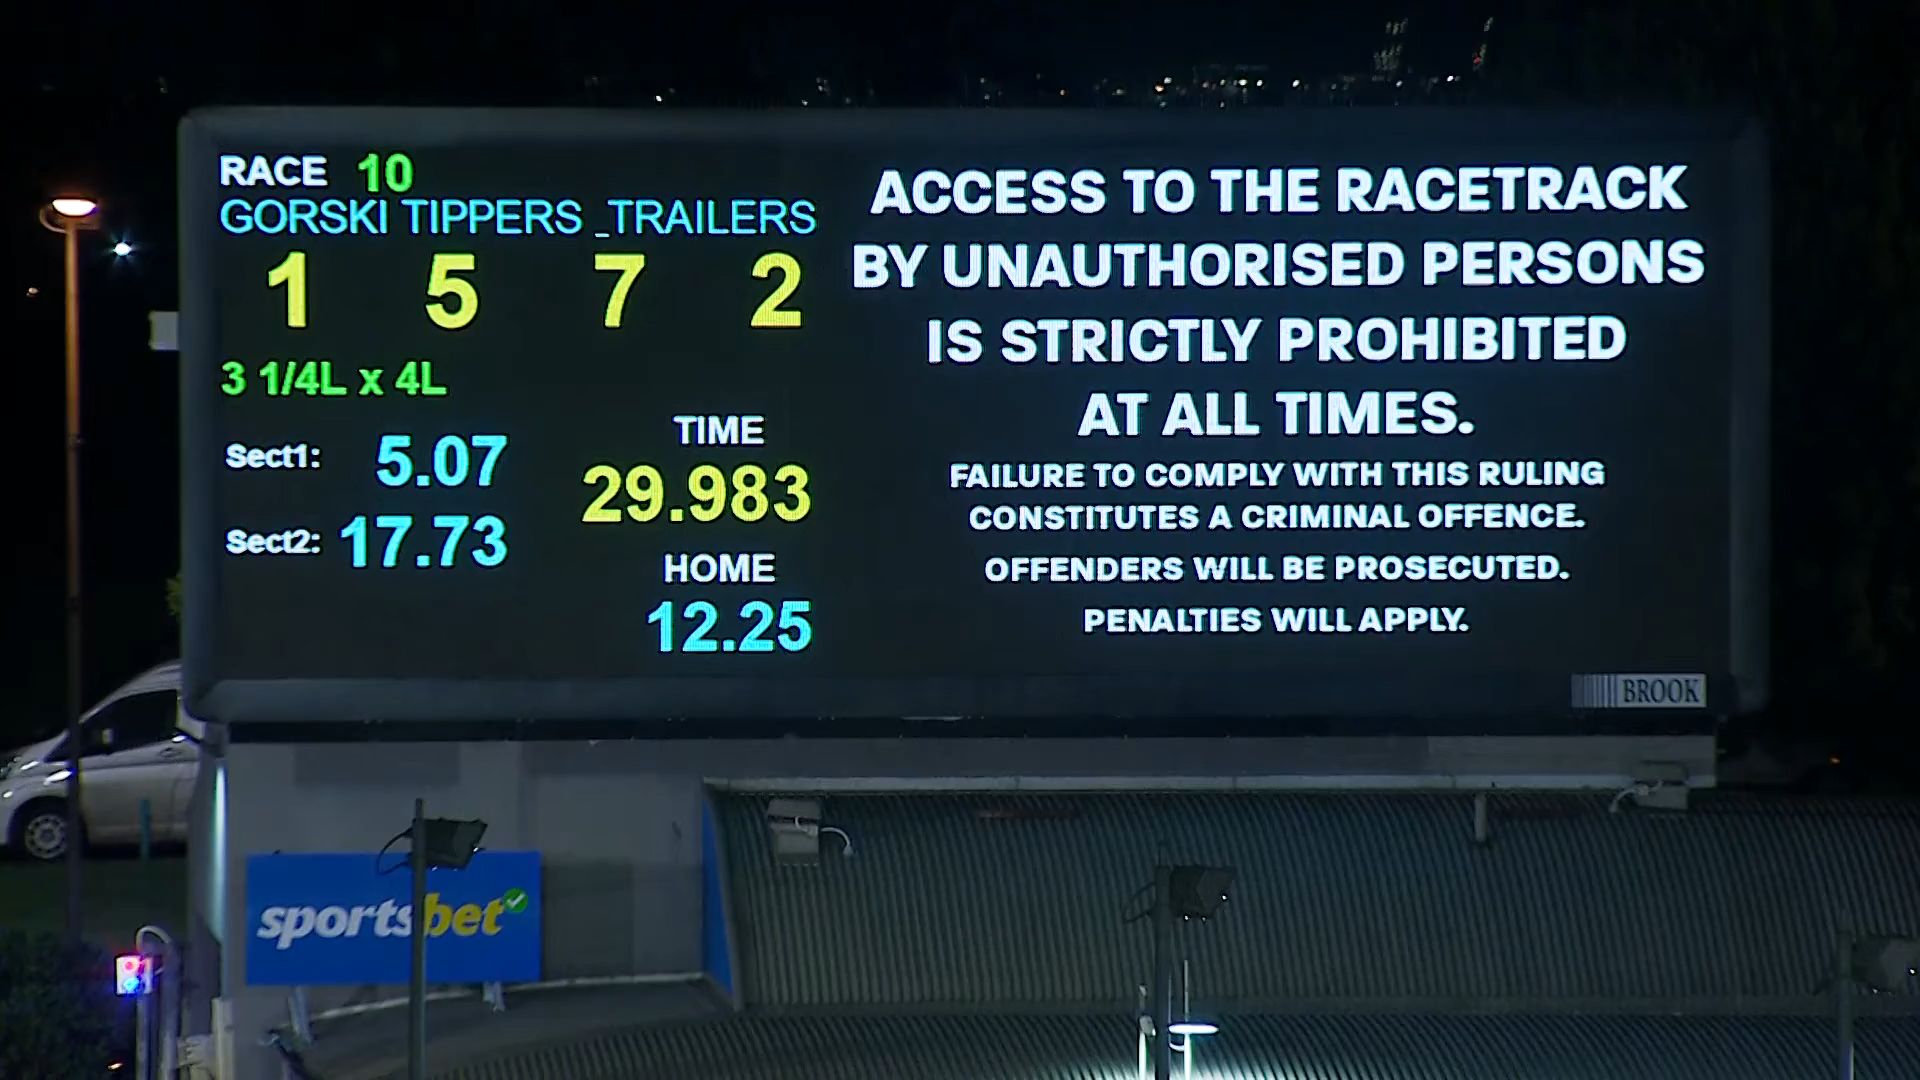 RACE 10
GORSKI TIPPERS _TRAILERS
1 5 7 2
3 1/4L x 4L
Sect1: 5.07
Sect2: 17.73
TIME
29.983
HOME
12.25
ACCESS TO THE RACETRACK
BY UNAUTHORISED PERSONS
IS STRICTLY PROHIBITED
AT ALL TIMES.
FAILURE TO COMPLY WITH THIS RULING
CONSTITUTES A CRIMINAL OFFENCE.
OFFENDERS WILL BE PROSECUTED.
PENALTIES WILL APPLY.
BROOK
sportsbet